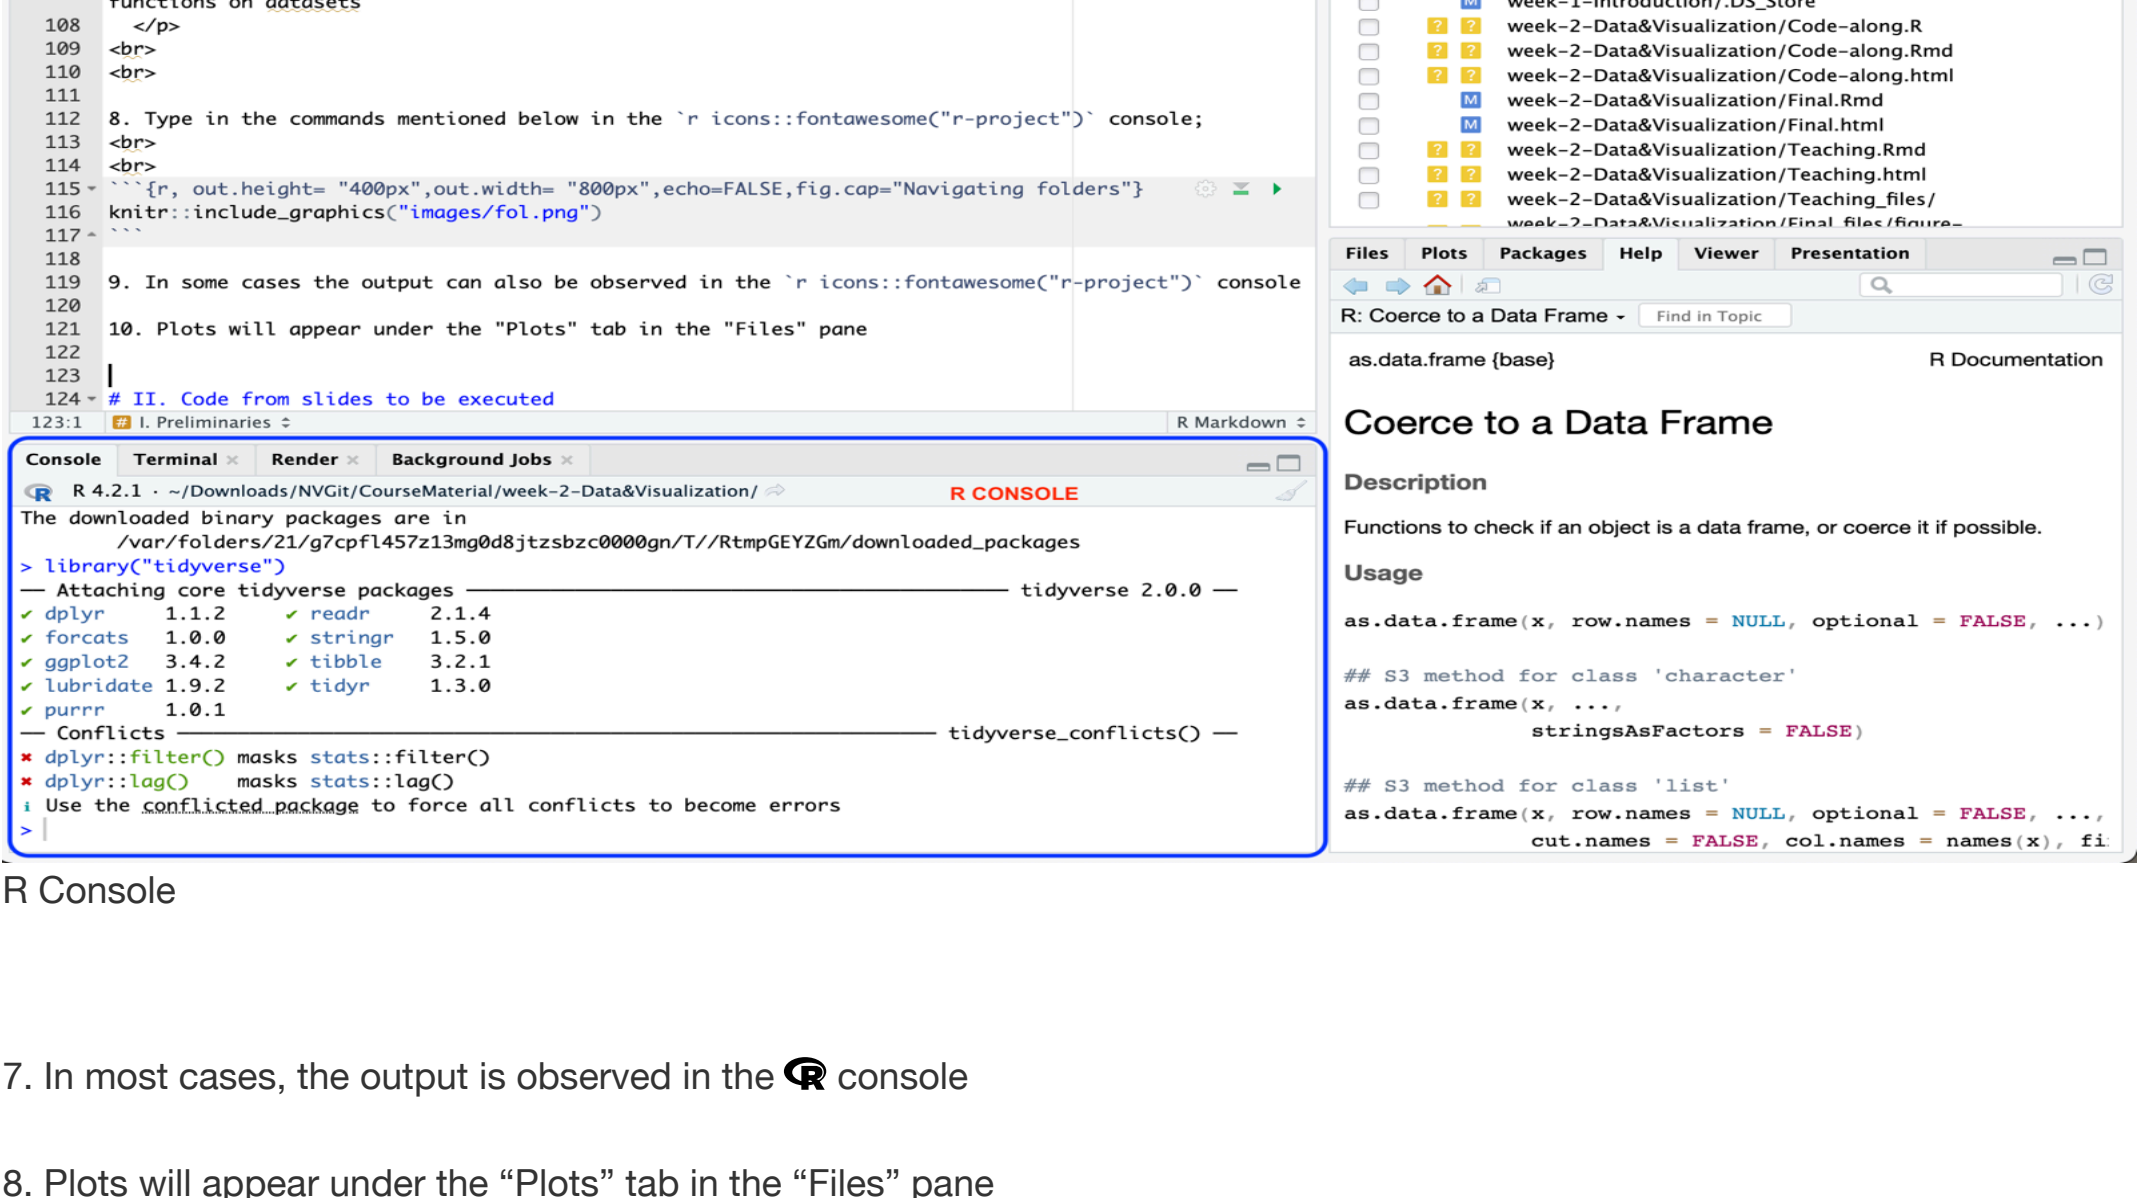 functions on datasets
108 </p>
109 <br>
110 <br>
111
112 8. Type in the commands mentioned below in the `r icons::fontawesome("r-project")` console;
113 <br>
114 <br>
115 ```{r, out.height= "400px",out.width= "800px",echo=FALSE,fig.cap="Navigating folders"}
116 knitr::include_graphics("images/fol.png")
117 ```
118
119 9. In some cases the output can also be observed in the `r icons::fontawesome("r-project")` console
120
121 10. Plots will appear under the "Plots" tab in the "Files" pane
122
123
124 # II. Code from slides to be executed
123:1 # I. Preliminaries R Markdown
Console Terminal Render Background Jobs
R R 4.2.1 · ~/Downloads/NVGit/CourseMaterial/week-2-Data&Visualization/ R CONSOLE
The downloaded binary packages are in
/var/folders/21/g7cpfl457z13mg0d8jtzsbzc0000gn/T//RtmpGEYZGm/downloaded_packages
> library("tidyverse")
── Attaching core tidyverse packages ── tidyverse 2.0.0 ──
✔ dplyr 1.1.2 ✔ readr 2.1.4
✔ forcats 1.0.0 ✔ stringr 1.5.0
✔ ggplot2 3.4.2 ✔ tibble 3.2.1
✔ lubridate 1.9.2 ✔ tidyr 1.3.0
✔ purrr 1.0.1
── Conflicts ── tidyverse_conflicts() ──
✖ dplyr::filter() masks stats::filter()
✖ dplyr::lag() masks stats::lag()
ℹ Use the conflicted package to force all conflicts to become errors
>
M week-1-Introduction/.DS_Store
? ? week-2-Data&Visualization/Code-along.R
? ? week-2-Data&Visualization/Code-along.Rmd
? ? week-2-Data&Visualization/Code-along.html
M week-2-Data&Visualization/Final.Rmd
M week-2-Data&Visualization/Final.html
? ? week-2-Data&Visualization/Teaching.Rmd
? ? week-2-Data&Visualization/Teaching.html
? ? week-2-Data&Visualization/Teaching_files/
week-2-Data&Visualization/Final_files/figure-
Files Plots Packages Help Viewer Presentation
R: Coerce to a Data Frame Find in Topic
as.data.frame {base} R Documentation
Coerce to a Data Frame
Description
Functions to check if an object is a data frame, or coerce it if possible.
Usage
as.data.frame(x, row.names = NULL, optional = FALSE, ...)
## S3 method for class 'character'
as.data.frame(x, ...,
stringsAsFactors = FALSE)
## S3 method for class 'list'
as.data.frame(x, row.names = NULL, optional = FALSE, ...,
cut.names = FALSE, col.names = names(x), fi
R Console
7. In most cases, the output is observed in the R console
8. Plots will appear under the “Plots” tab in the “Files” pane